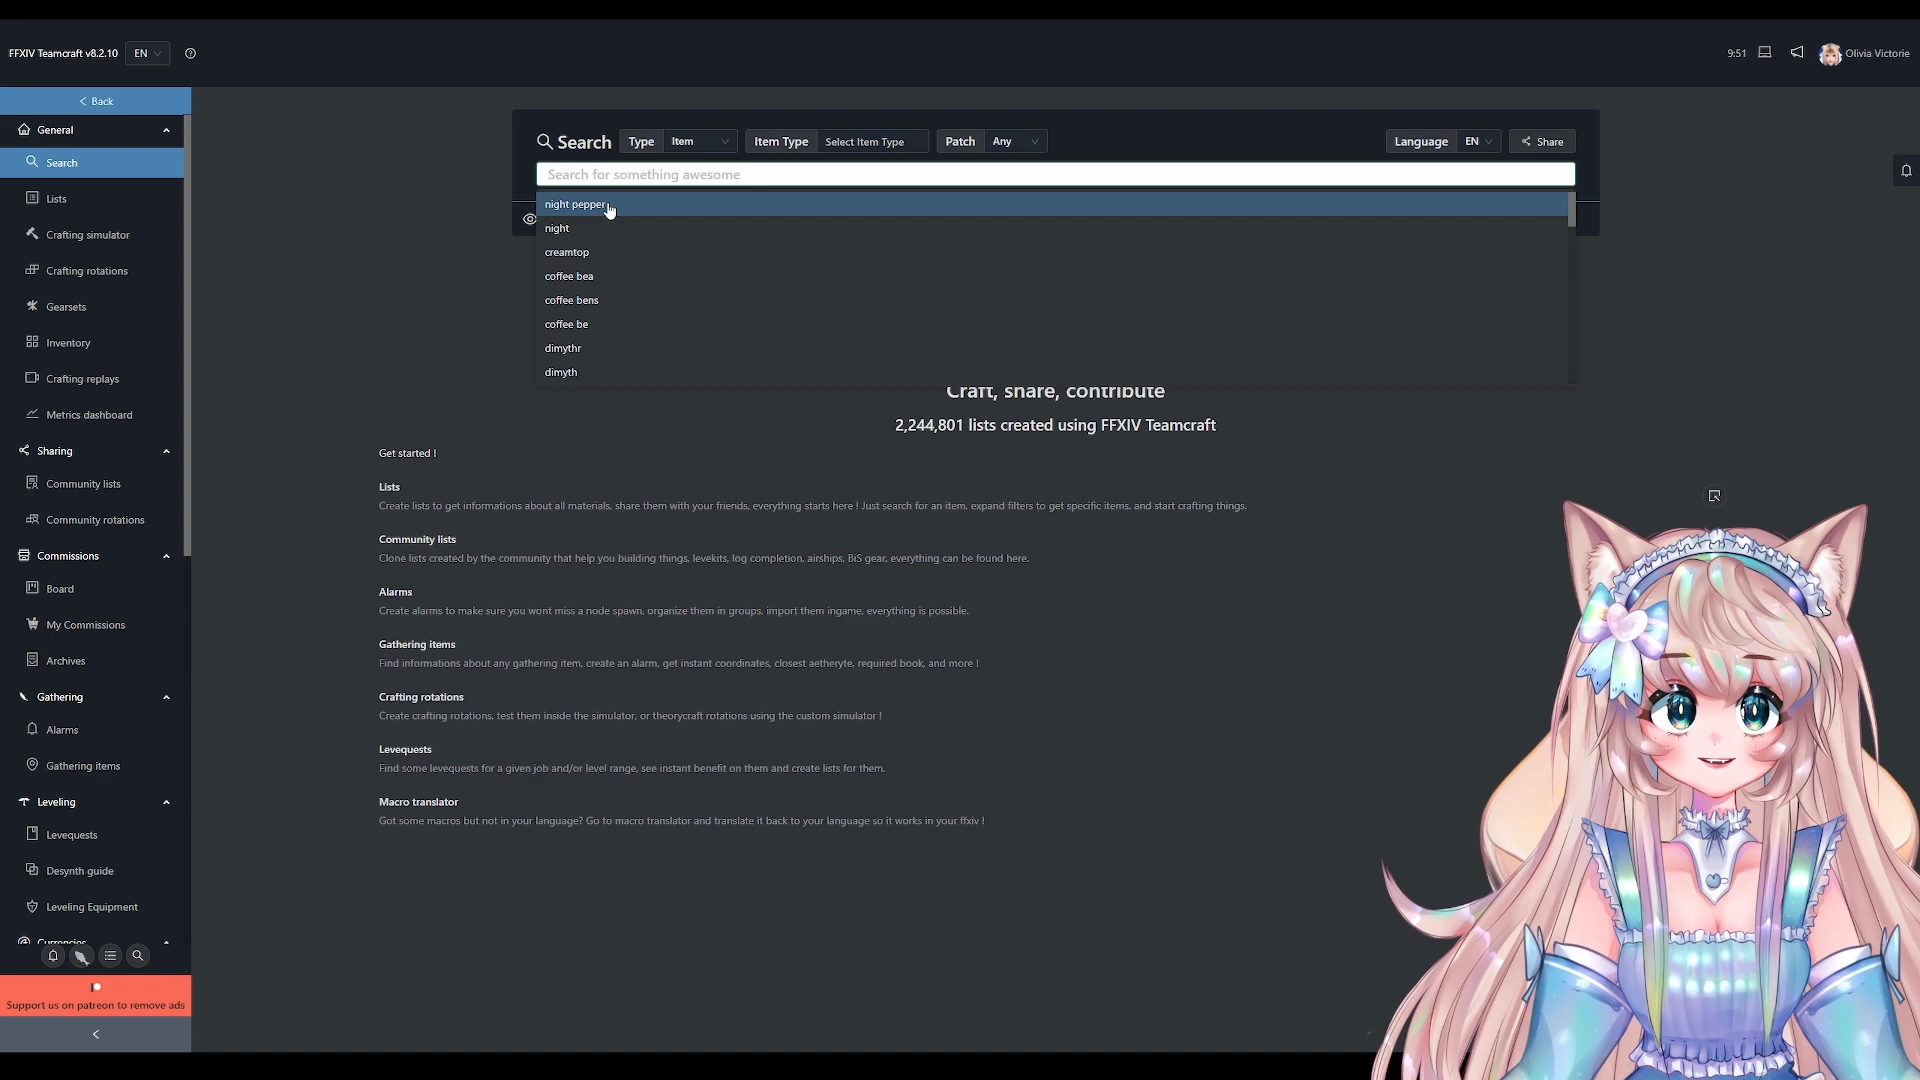 FFXIV Teamcraft v8.2.10 EN
9:51 Olivia Victorie
Back
General
Search
Lists
Crafting simulator
Crafting rotations
Gearsets
Inventory
Crafting replays
Metrics dashboard
Sharing
Community lists
Community rotations
Commissions
Board
My Commissions
Archives
Gathering
Alarms
Gathering items
Leveling
Levequests
Desynth guide
Leveling Equipment
Currencies
Support us on patreon to remove ads
Search Type Item Item Type Select Item Type Patch Any Language EN Share
Search for something awesome
night pepper
night
creamtop
coffee bea
coffee bens
coffee be
dimythr
dimyth
Craft, share, contribute
2,244,801 lists created using FFXIV Teamcraft
Get started !
Lists
Create lists to get informations about all materials, share them with your friends, everything starts here ! Just search for an item, expand filters to get specific items, and start crafting things.
Community lists
Clone lists created by the community that help you building things, levekits, log completion, airships, BiS gear, everything can be found here.
Alarms
Create alarms to make sure you wont miss a node spawn, organize them in groups, import them ingame, everything is possible.
Gathering items
Find informations about any gathering item, create an alarm, get instant coordinates, closest aetheryte, required book, and more !
Crafting rotations
Create crafting rotations, test them inside the simulator, or theorycraft rotations using the custom simulator !
Levequests
Find some levequests for a given job and/or level range, see instant benefit on them and create lists for them.
Macro translator
Got some macros but not in your language? Go to macro translator and translate it back to your language so it works in your ffxiv !